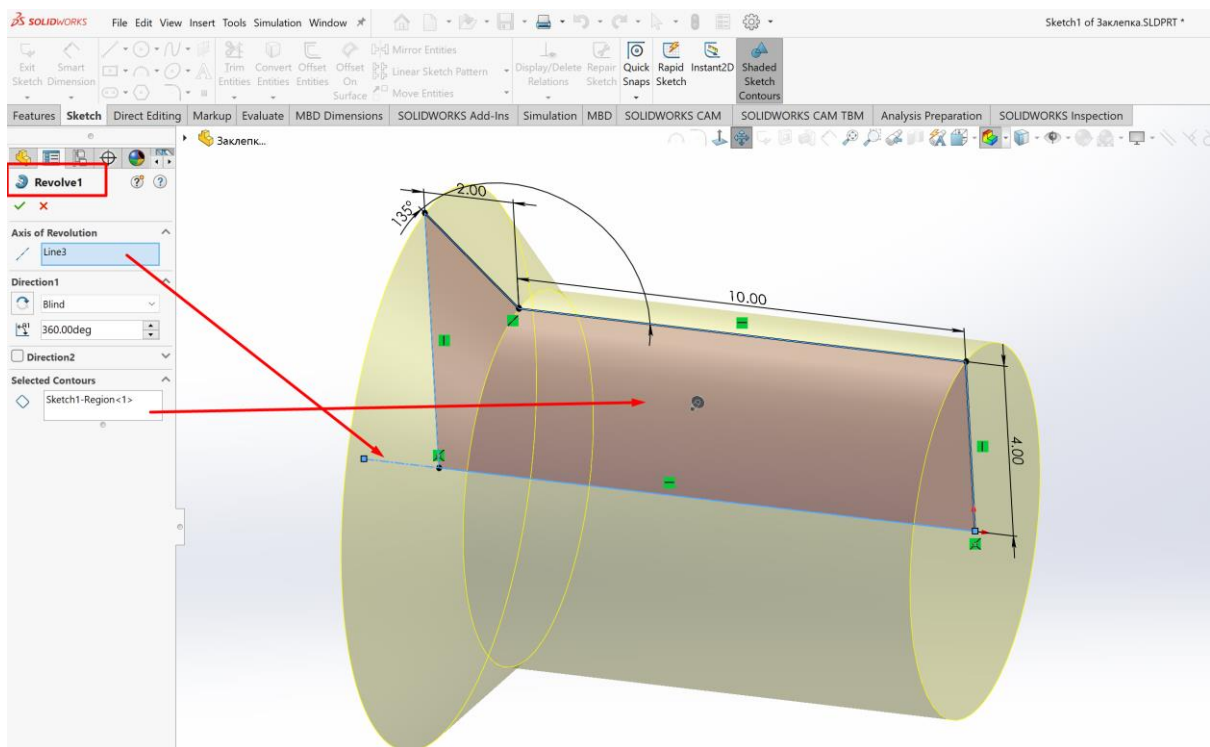 SOLIDWORKS File Edit View Insert Tools Simulation Window Sketch1 of Заклепка.SLDPRT *
Exit Sketch
Smart Dimension
Trim Entities
Convert Entities
Offset Entities
Offset On Surface
Mirror Entities
Linear Sketch Pattern
Move Entities
Display/Delete Relations
Repair Sketch
Quick Snaps
Rapid Sketch
Instant2D
Shaded Sketch Contours
Features Sketch Direct Editing Markup Evaluate MBD Dimensions SOLIDWORKS Add-Ins Simulation MBD SOLIDWORKS CAM SOLIDWORKS CAM TBM Analysis Preparation SOLIDWORKS Inspection
Заклепк...
Revolve1
Axis of Revolution
Line3
Direction1
Blind
360.00deg
Direction2
Selected Contours
Sketch1-Region<1>
2.00
135°
10.00
4.00